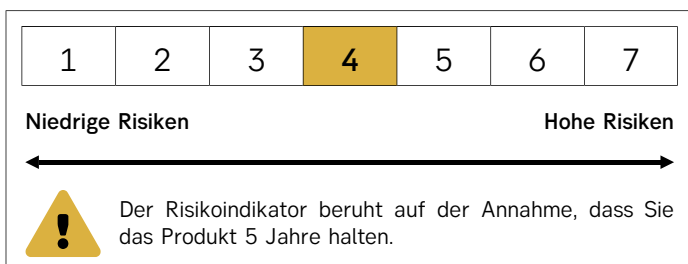 1 2 3 4 5 6 7
Niedrige Risiken Hohe Risiken
Der Risikoindikator beruht auf der Annahme, dass Sie
das Produkt 5 Jahre halten.